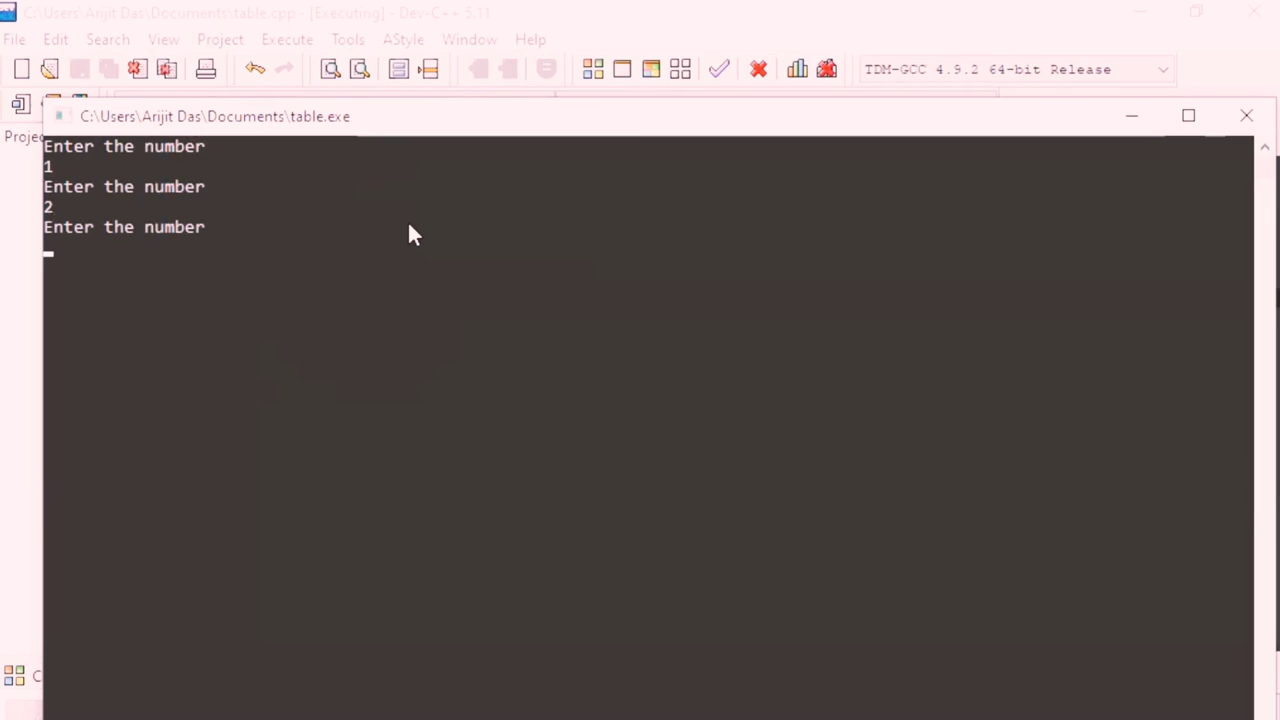 C:\Users\Arijit Das\Documents\table.cpp - [Executing] - Dev-C++ 5.11
File Edit Search View Project Execute Tools AStyle Window Help
TDM-GCC 4.9.2 64-bit Release
C:\Users\Arijit Das\Documents\table.exe
Enter the number
1
Enter the number
2
Enter the number